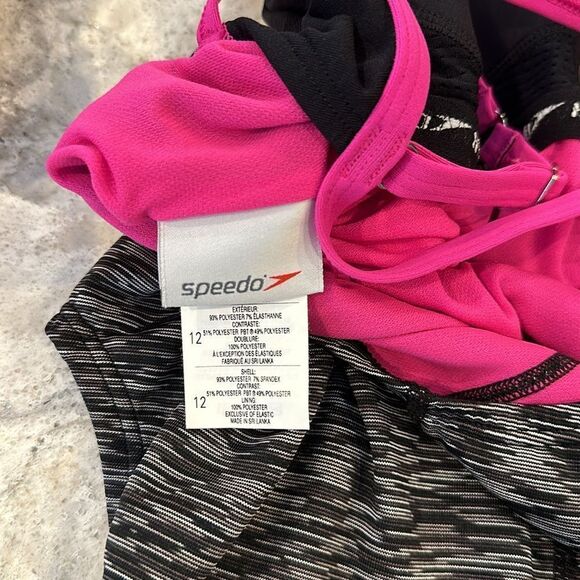 speedo
EXTÉRIEUR:
93% POLYESTER 7% ÉLASTHANNE
CONTRASTE:
12 51% POLYESTER PBT @ 49% POLYESTER
DOUBLURE:
100% POLYESTER
À L'EXCEPTION DES ÉLASTIQUES
FABRIQUÉ AU SRI LANKA
SHELL:
93% POLYESTER 7% SPANDEX
CONTRAST:
12 51% POLYESTER PBT @ 49% POLYESTER
LINING:
100% POLYESTER
EXCLUSIVE OF ELASTIC
MADE IN SRI LANKA